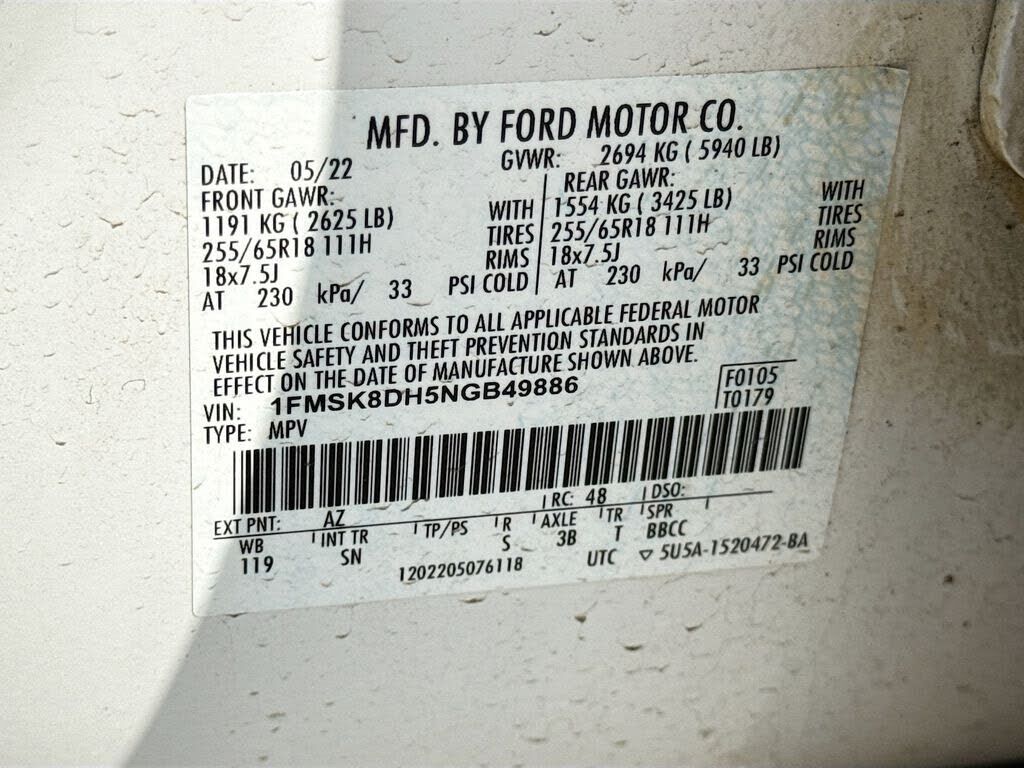 MFD. BY FORD MOTOR CO.
DATE: 05/22 GVWR: 2694 KG ( 5940 LB)
FRONT GAWR: REAR GAWR:
1191 KG ( 2625 LB) WITH 1554 KG ( 3425 LB) WITH
255/65R18 111H TIRES 255/65R18 111H TIRES
18x7.5J RIMS 18x7.5J RIMS
AT 230 kPa/ 33 PSI COLD AT 230 kPa/ 33 PSI COLD
THIS VEHICLE CONFORMS TO ALL APPLICABLE FEDERAL MOTOR
VEHICLE SAFETY AND THEFT PREVENTION STANDARDS IN
EFFECT ON THE DATE OF MANUFACTURE SHOWN ABOVE.
VIN: 1FMSK8DH5NGB49886 F0105
TYPE: MPV T0179
EXT PNT: AZ RC: 48 DSO:
WB INT TR TP/PS R AXLE TR SPR
119 SN S 3B T BBCC
1202205076118 UTC ▽ 5U5A-1520472-BA